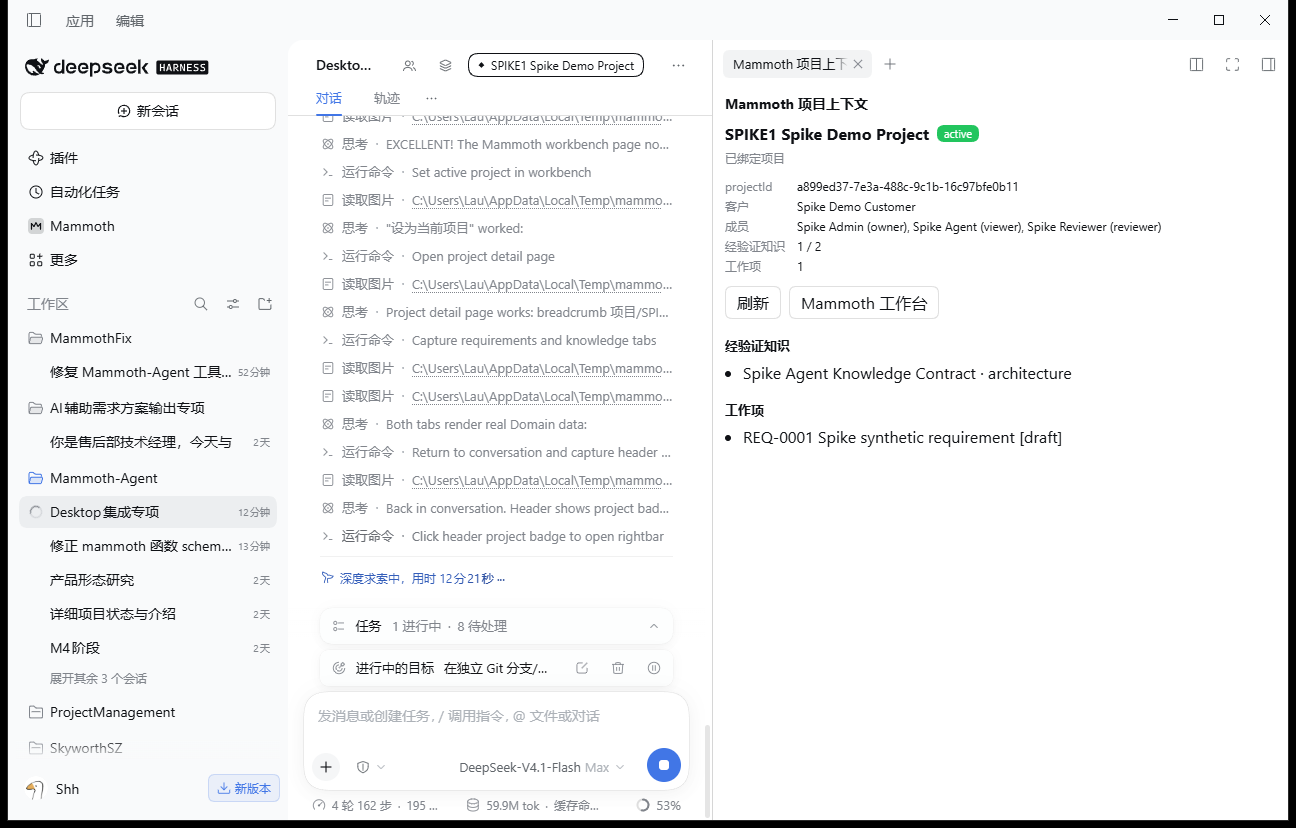 应用 编辑
deepseek HARNESS
新会话
插件
自动化任务
Mammoth
更多
工作区
MammothFix
修复 Mammoth-Agent 工具... 52分钟
AI辅助需求方案输出专项
你是售后部技术经理，今天与 2天
Mammoth-Agent
Desktop集成专项 12分钟
修正 mammoth 函数 schem... 13分钟
产品形态研究 2天
详细项目状态与介绍 2天
M4阶段 2天
展开其余 3 个会话
ProjectManagement
SkyworthSZ
Shh 新版本
Deskto... SPIKE1 Spike Demo Project ...
对话 轨迹 ...
读取图片 · C:\Users\Lau\AppData\Local\Temp\mammo...
思考 · EXCELLENT! The Mammoth workbench page no...
运行命令 · Set active project in workbench
读取图片 · C:\Users\Lau\AppData\Local\Temp\mammo...
思考 · "设为当前项目" worked:
运行命令 · Open project detail page
读取图片 · C:\Users\Lau\AppData\Local\Temp\mammo...
思考 · Project detail page works: breadcrumb 项目/SPI...
运行命令 · Capture requirements and knowledge tabs
读取图片 · C:\Users\Lau\AppData\Local\Temp\mammo...
读取图片 · C:\Users\Lau\AppData\Local\Temp\mammo...
思考 · Both tabs render real Domain data:
运行命令 · Return to conversation and capture header ...
读取图片 · C:\Users\Lau\AppData\Local\Temp\mammo...
思考 · Back in conversation. Header shows project bad...
运行命令 · Click header project badge to open rightbar
深度求索中，用时 12分21秒 ...
任务 1 进行中 · 8 待处理
进行中的目标 在独立 Git 分支/...
发消息或创建任务, / 调用指令, @ 文件或对话
DeepSeek-V4.1-Flash Max
4 轮 162 步 · 195 ... 59.9M tok · 缓存命... 53%
Mammoth 项目上下
Mammoth 项目上下文
SPIKE1 Spike Demo Project active
已绑定项目
projectId a899ed37-7e3a-488c-9c1b-16c97bfe0b11
客户 Spike Demo Customer
成员 Spike Admin (owner), Spike Agent (viewer), Spike Reviewer (reviewer)
经验证知识 1 / 2
工作项 1
刷新 Mammoth 工作台
经验证知识
• Spike Agent Knowledge Contract · architecture
工作项
• REQ-0001 Spike synthetic requirement [draft]